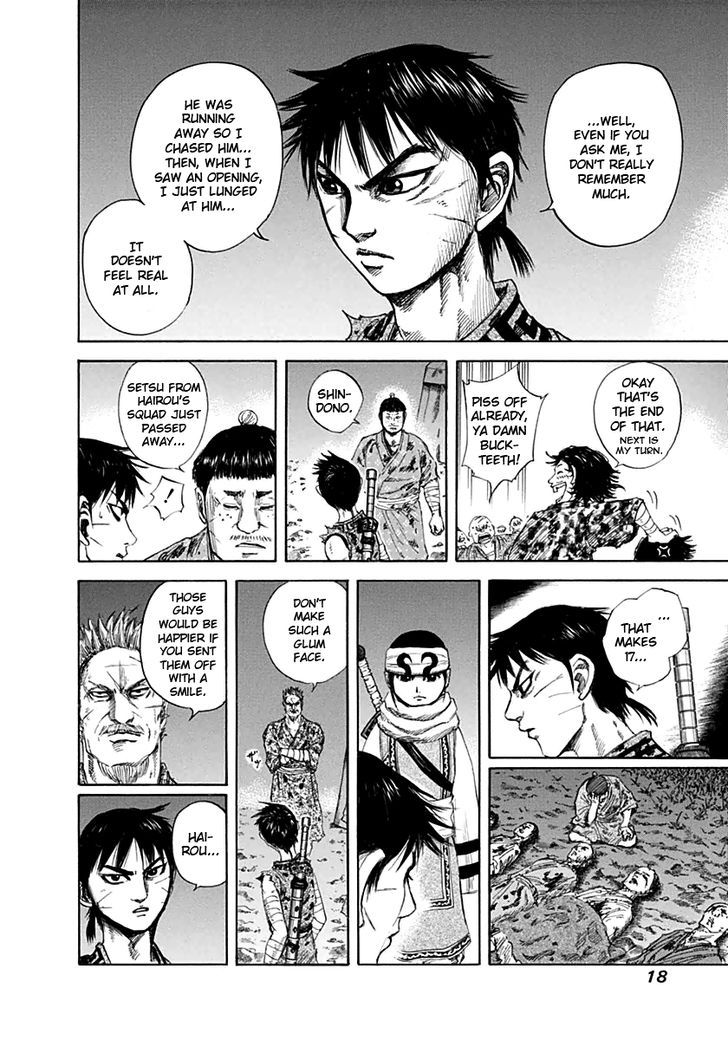 ...WELL,
EVEN IF YOU
ASK ME, I
DON'T REALLY
REMEMBER
MUCH.
HE WAS
RUNNING
AWAY SO I
CHASED HIM...
THEN, WHEN I
SAW AN OPENING,
I JUST LUNGED
AT HIM...
IT
DOESN'T
FEEL REAL
AT ALL.
OKAY
THAT'S
THE END
OF THAT.
NEXT IS
MY TURN.
PISS OFF
ALREADY,
YA DAMN
BUCK-
TEETH!
SHIN-
DONO.
SETSU FROM
HAIROU'S
SQUAD JUST
PASSED
AWAY...
!
...
THAT
MAKES
17...
DON'T
MAKE
SUCH A
GLUM
FACE.
THOSE
GUYS
WOULD BE
HAPPIER IF
YOU SENT
THEM OFF
WITH A
SMILE.
HAI-
ROU...
18